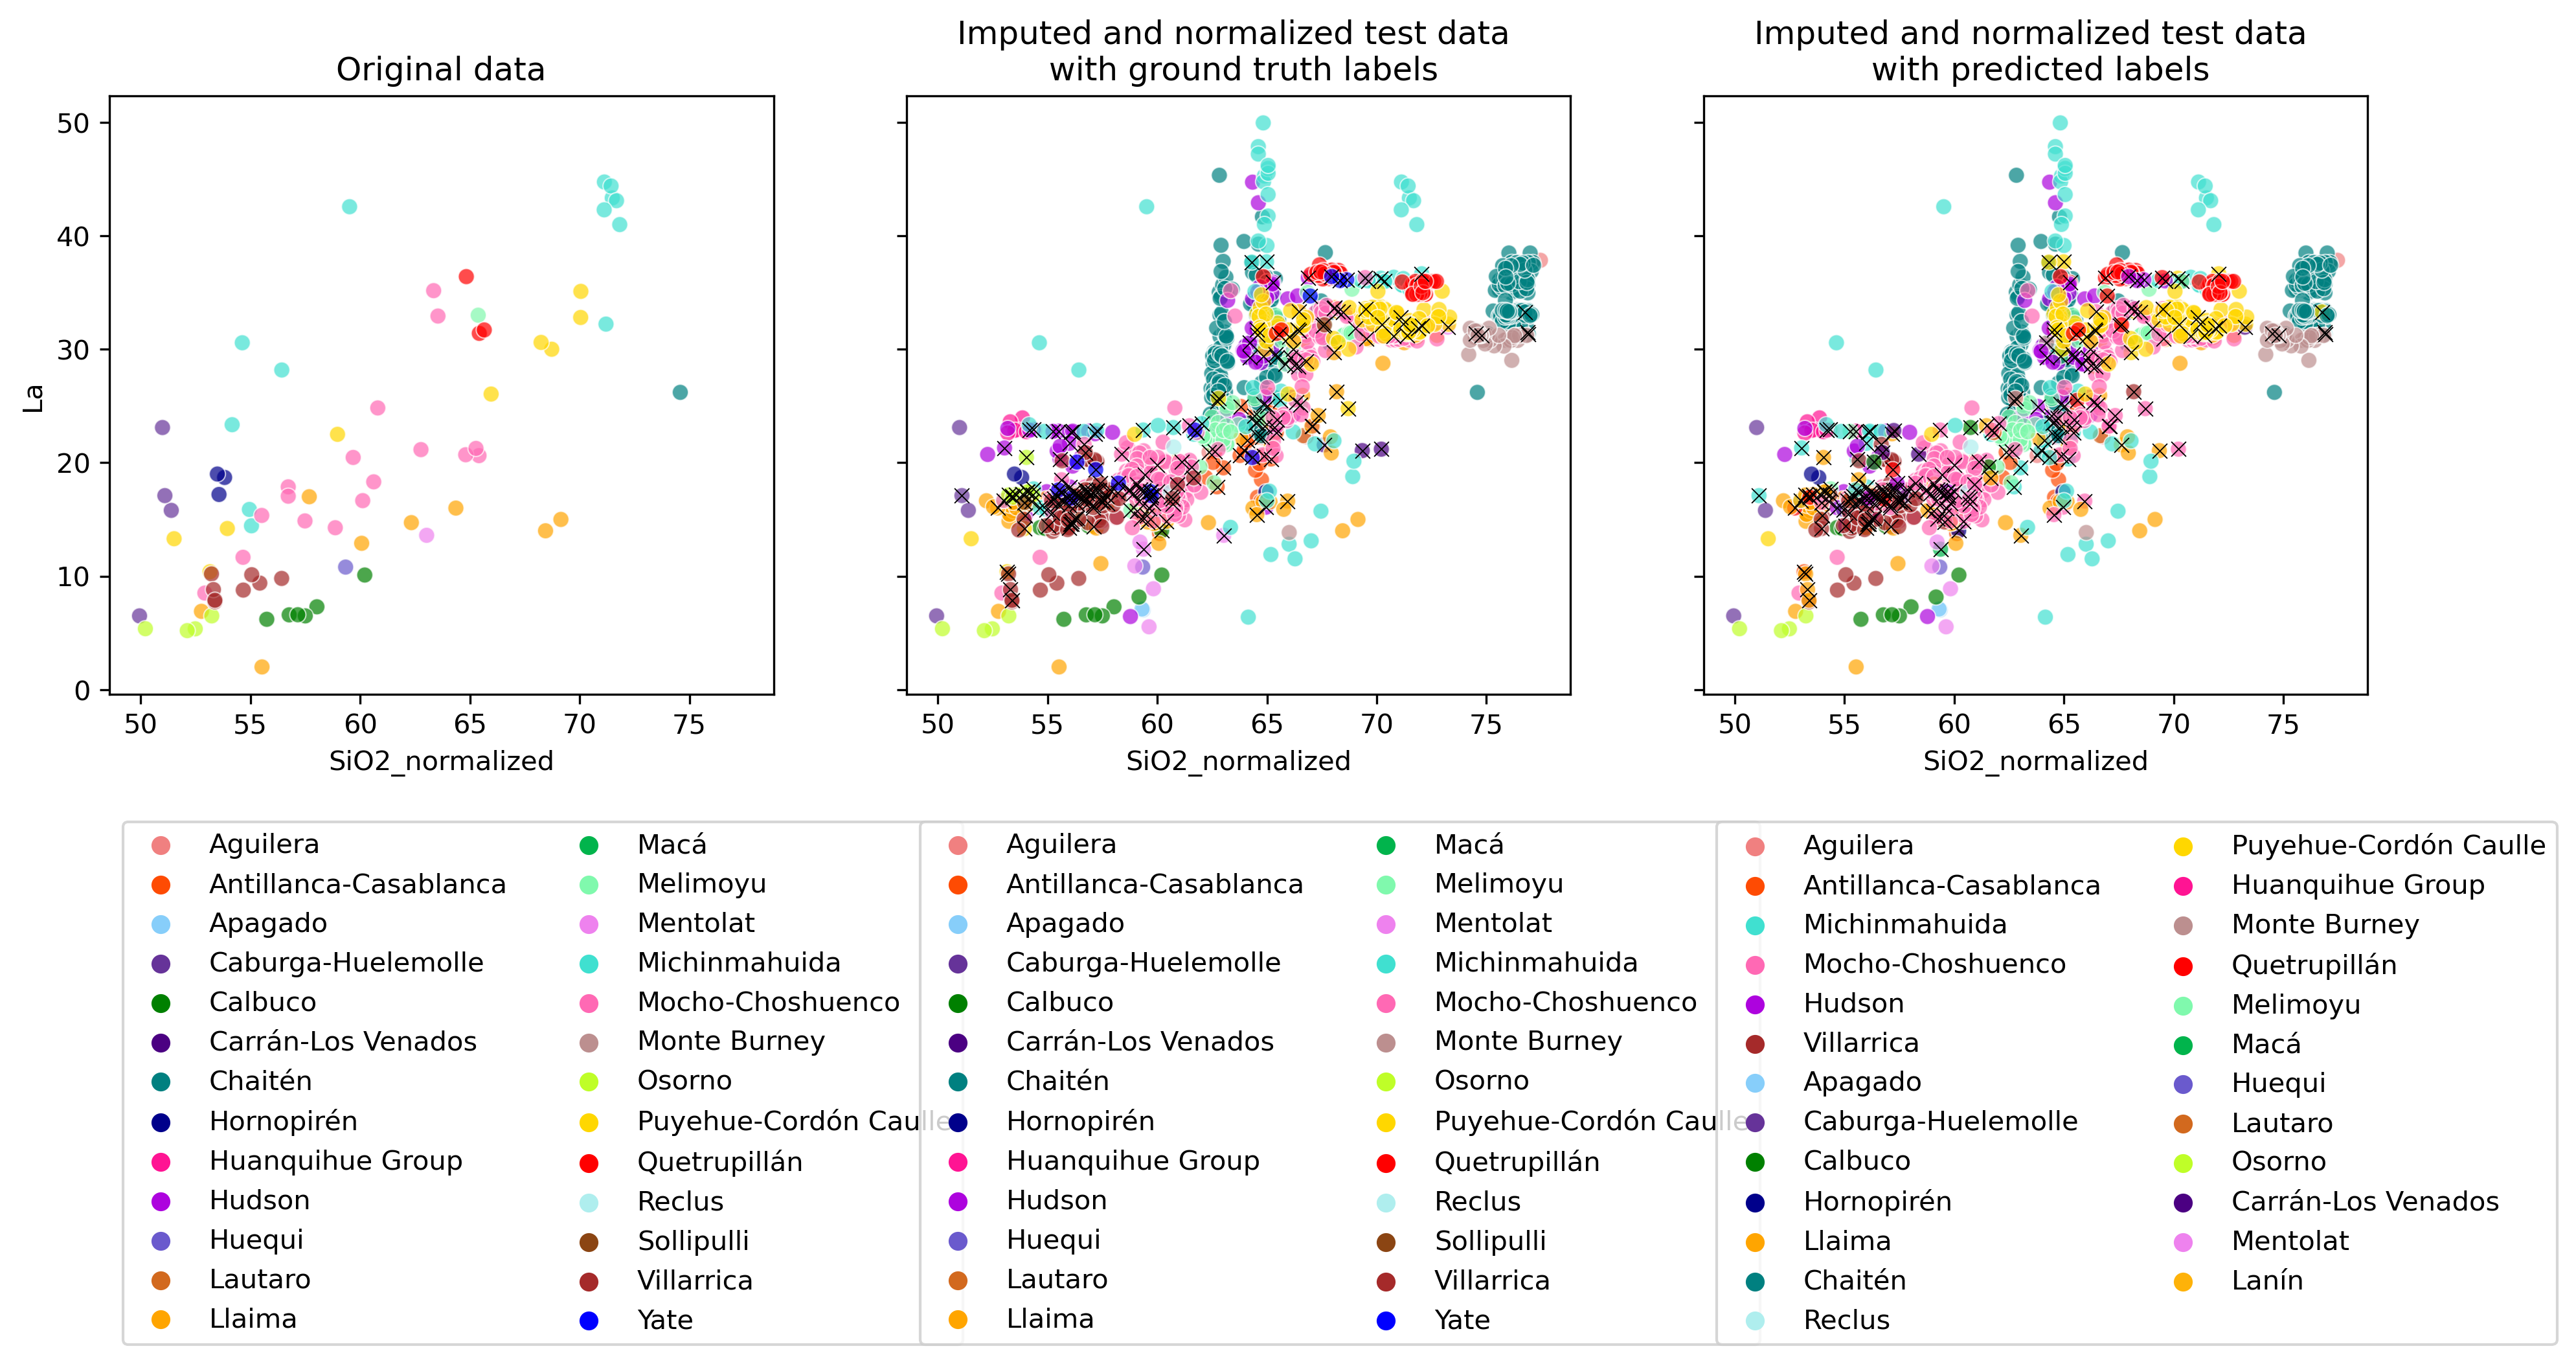 Original data
Imputed and normalized test data
with ground truth labels
Imputed and normalized test data
with predicted labels
La
50
40
30
20
10
0
50 55 60 65 70 75
SiO2_normalized
50 55 60 65 70 75
SiO2_normalized
50 55 60 65 70 75
SiO2_normalized
Aguilera
Antillanca-Casablanca
Apagado
Caburga-Huelemolle
Calbuco
Carrán-Los Venados
Chaitén
Hornopirén
Huanquihue Group
Hudson
Huequi
Lautaro
Llaima
Macá
Melimoyu
Mentolat
Michinmahuida
Mocho-Choshuenco
Monte Burney
Osorno
Puyehue-Cordón Caulle
Quetrupillán
Reclus
Sollipulli
Villarrica
Yate
Aguilera
Antillanca-Casablanca
Apagado
Caburga-Huelemolle
Calbuco
Carrán-Los Venados
Chaitén
Hornopirén
Huanquihue Group
Hudson
Huequi
Lautaro
Llaima
Macá
Melimoyu
Mentolat
Michinmahuida
Mocho-Choshuenco
Monte Burney
Osorno
Puyehue-Cordón Caulle
Quetrupillán
Reclus
Sollipulli
Villarrica
Yate
Aguilera
Antillanca-Casablanca
Michinmahuida
Mocho-Choshuenco
Hudson
Villarrica
Apagado
Caburga-Huelemolle
Calbuco
Hornopirén
Llaima
Chaitén
Reclus
Puyehue-Cordón Caulle
Huanquihue Group
Monte Burney
Quetrupillán
Melimoyu
Macá
Huequi
Lautaro
Osorno
Carrán-Los Venados
Mentolat
Lanín